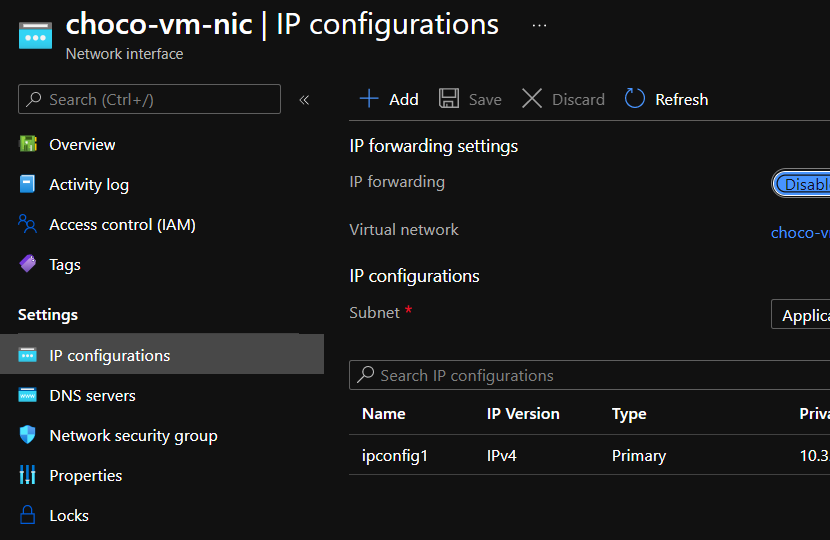 choco-vm-nic | IP configurations ...
Network interface
Search (Ctrl+/)
«
Overview
Activity log
Access control (IAM)
Tags
Settings
IP configurations
DNS servers
Network security group
Properties
Locks
Add Save Discard Refresh
IP forwarding settings
IP forwarding Disabl
Virtual network choco-v
IP configurations
Subnet * Applica
Search IP configurations
Name IP Version Type Priva
ipconfig1 IPv4 Primary 10.3